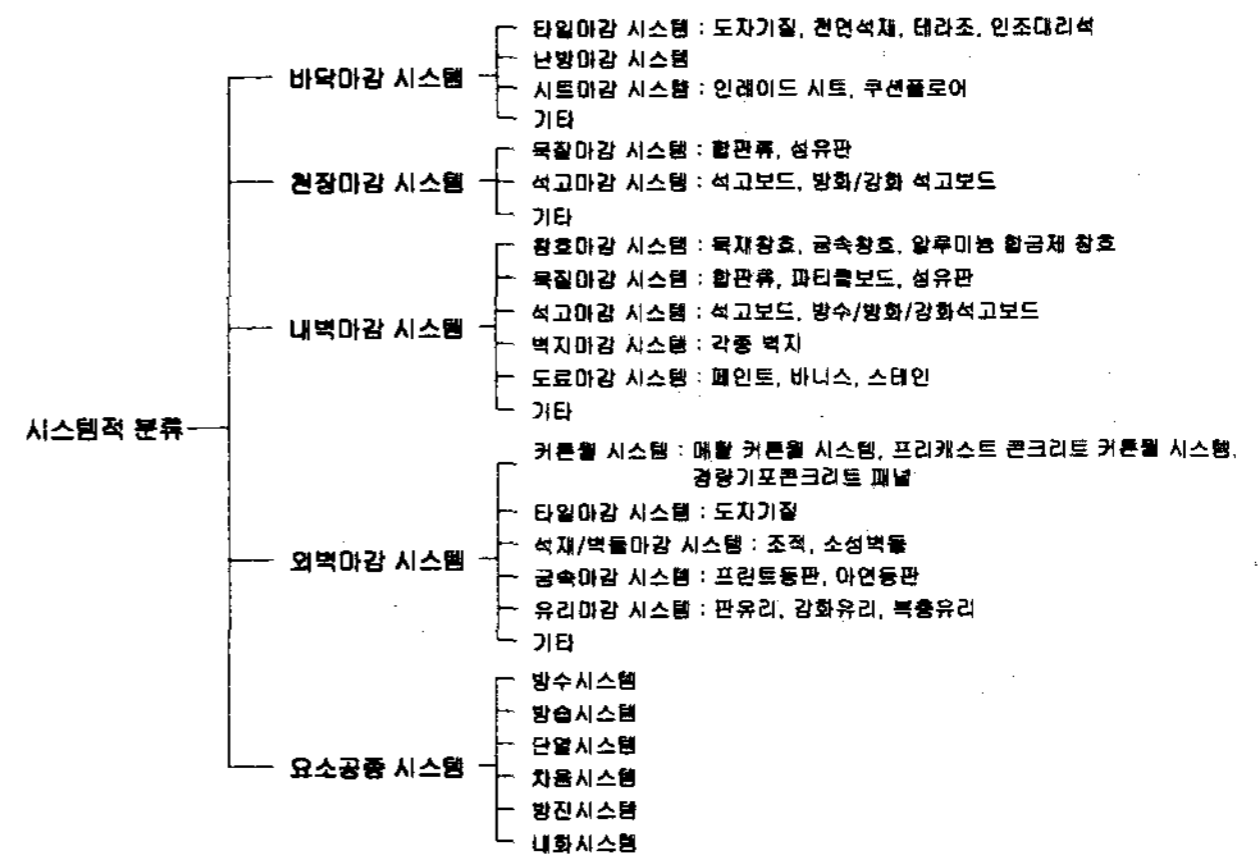 타일마감 시스템 : 도자기질, 천연석재, 테라조, 인조대리석
바닥마감 시스템
난방마감 시스템
시트마감 시스템 : 인레이드 시트, 쿠션플로어
기타
천장마감 시스템
목질마감 시스템 : 합판류, 섬유판
석고마감 시스템 : 석고보드, 방화/강화 석고보드
기타
내벽마감 시스템
창호마감 시스템 : 목재창호, 금속창호, 알루미늄 합금제 창호
목질마감 시스템 : 합판류, 파티클보드, 섬유판
석고마감 시스템 : 석고보드, 방수/방화/강화석고보드
벽지마감 시스템 : 각종 벽지
도료마감 시스템 : 페인트, 바니스, 스테인
기타
시스템적 분류
외벽마감 시스템
커튼월 시스템 : 메탈 커튼월 시스템, 프리캐스트 콘크리트 커튼월 시스템,
경량기포콘크리트 패널
타일마감 시스템 : 도자기질
석재/벽돌마감 시스템 : 조적, 소성벽돌
금속마감 시스템 : 프린트동판, 아연동판
유리마감 시스템 : 판유리, 강화유리, 복층유리
기타
요소공종 시스템
방수시스템
방습시스템
단열시스템
차음시스템
방진시스템
내화시스템